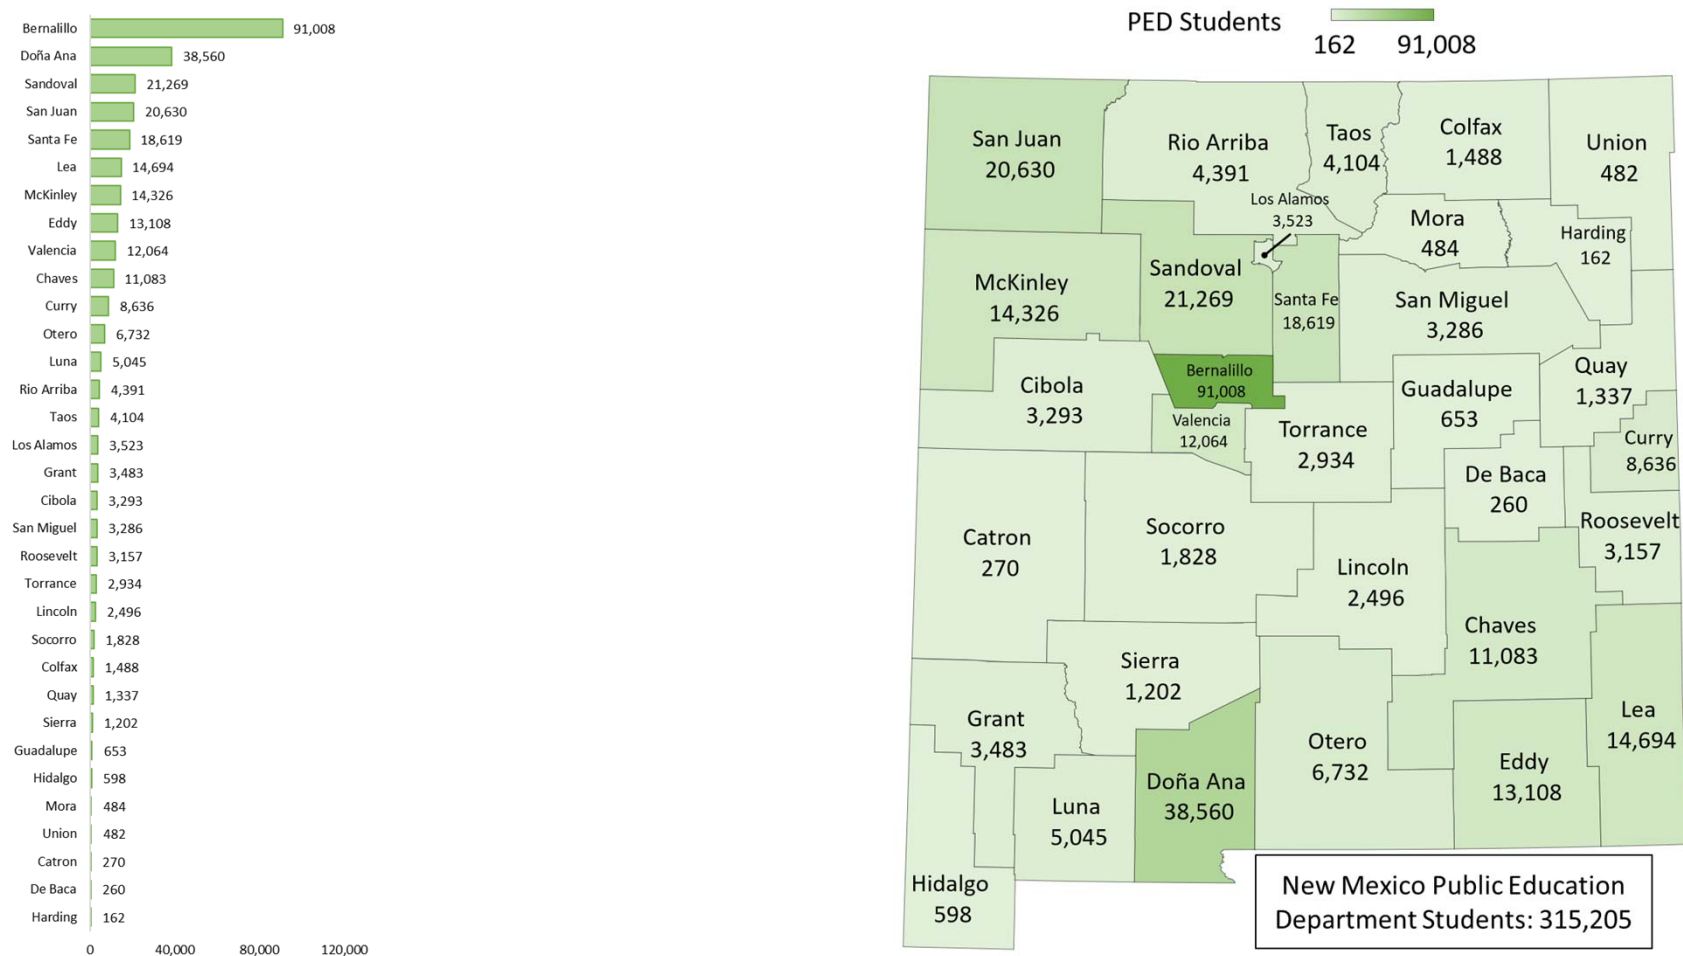 Bernalillo 91,008
Doña Ana 38,560
Sandoval 21,269
San Juan 20,630
Santa Fe 18,619
Lea 14,694
McKinley 14,326
Eddy 13,108
Valencia 12,064
Chaves 11,083
Curry 8,636
Otero 6,732
Luna 5,045
Rio Arriba 4,391
Taos 4,104
Los Alamos 3,523
Grant 3,483
Cibola 3,293
San Miguel 3,286
Roosevelt 3,157
Torrance 2,934
Lincoln 2,496
Socorro 1,828
Colfax 1,488
Quay 1,337
Sierra 1,202
Guadalupe 653
Hidalgo 598
Mora 484
Union 482
Catron 270
De Baca 260
Harding 162
0 40,000 80,000 120,000
PED Students
162 91,008
San Juan
20,630
Rio Arriba
4,391
Taos
4,104
Colfax
1,488
Union
482
Los Alamos
3,523
Mora
484
Harding
162
McKinley
14,326
Sandoval
21,269
Santa Fe
18,619
San Miguel
3,286
Cibola
3,293
Bernalillo
91,008
Valencia
12,064
Torrance
2,934
Guadalupe
653
Quay
1,337
Curry
8,636
De Baca
260
Roosevelt
3,157
Catron
270
Socorro
1,828
Lincoln
2,496
Chaves
11,083
Sierra
1,202
Grant
3,483
Otero
6,732
Lea
14,694
Eddy
13,108
Doña Ana
38,560
Luna
5,045
Hidalgo
598
New Mexico Public Education
Department Students: 315,205